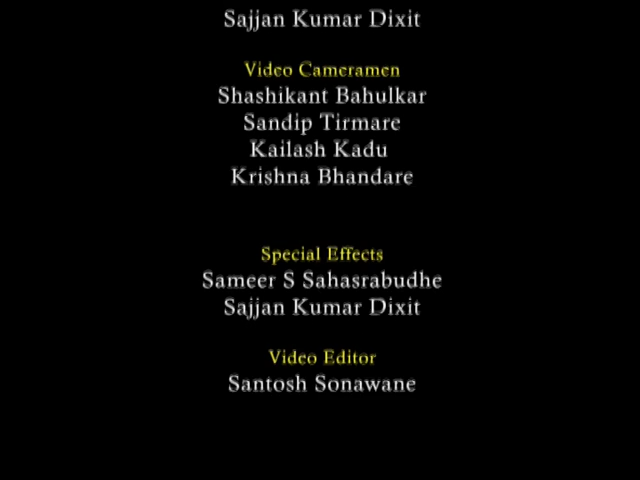 Sajjan Kumar Dixit
Video Cameramen
Shashikant Bahulkar
Sandip Tirmare
Kailash Kadu
Krishna Bhandare
Special Effects
Sameer S Sahasrabudhe
Sajjan Kumar Dixit
Video Editor
Santosh Sonawane